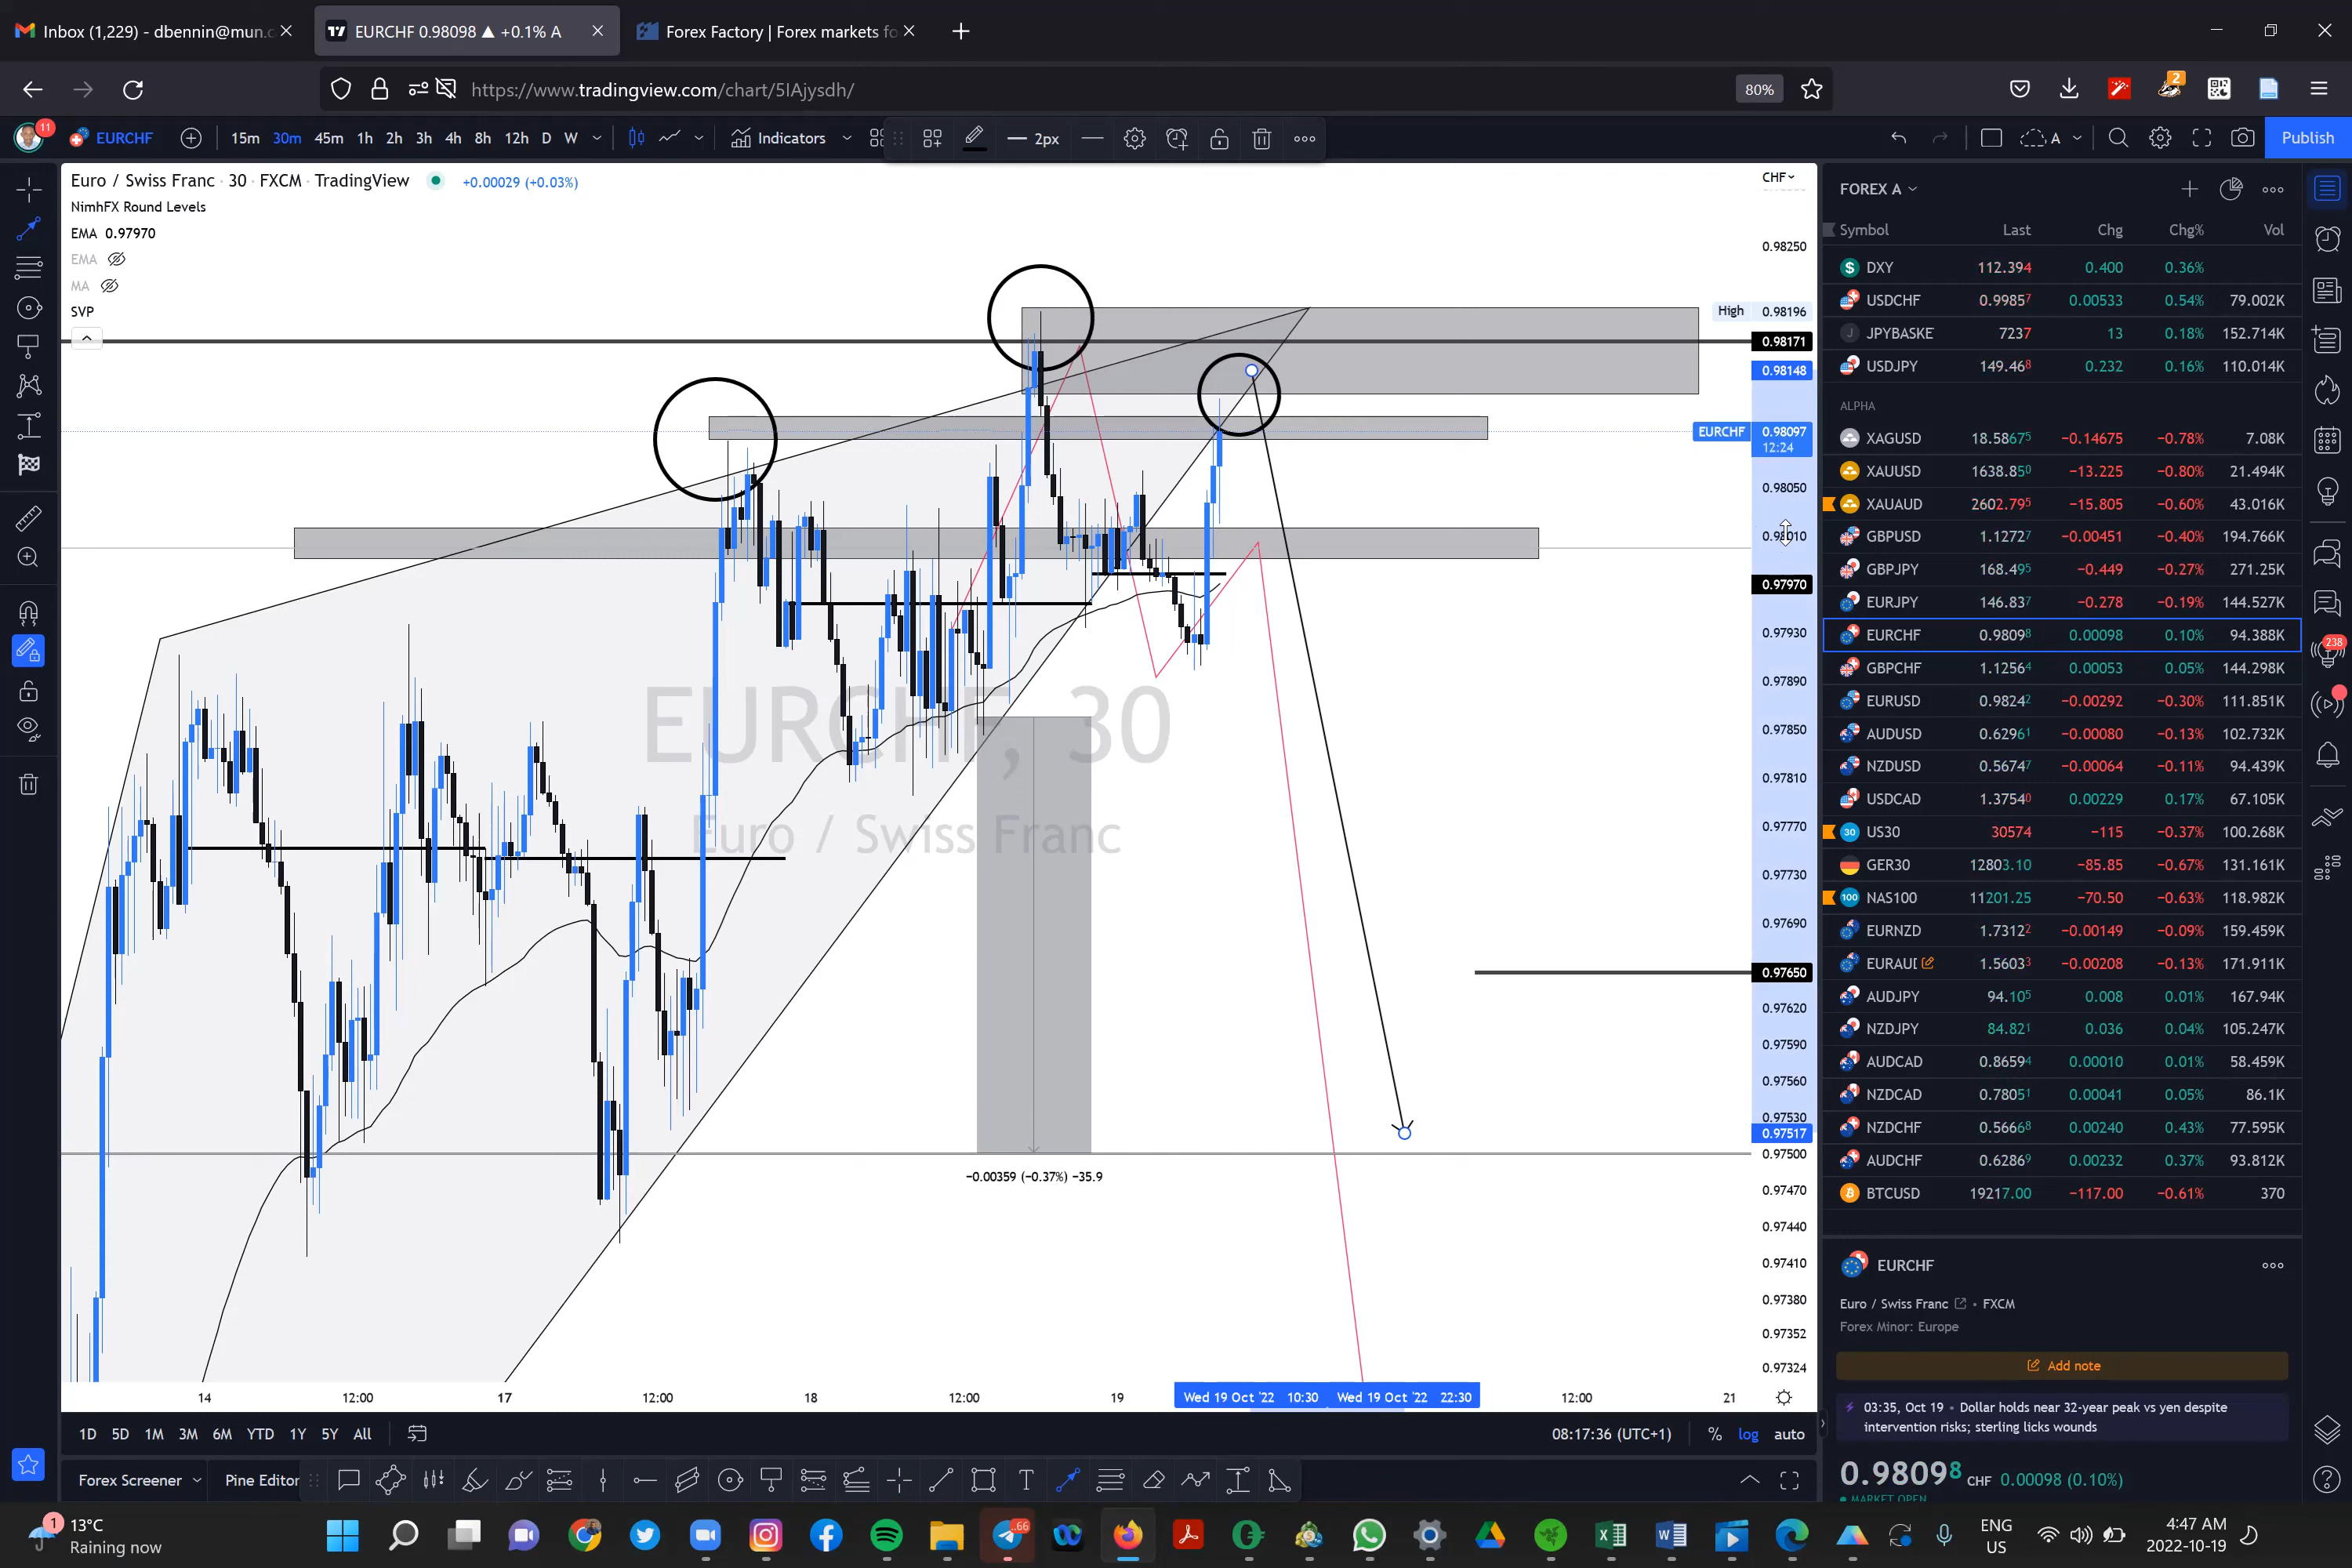 Inbox (1,229) - dbennin@mun.c
EURCHF 0.98098 ▲ +0.1% A
Forex Factory | Forex markets fo
https://www.tradingview.com/chart/5IAjysdh/
80%
2
11
EURCHF
15m 30m 45m 1h 2h 3h 4h 8h 12h D W
Indicators
2px
A
Publish
Euro / Swiss Franc · 30 · FXCM · TradingView
+0.00029 (+0.03%)
NimhFX Round Levels
EMA 0.97970
EMA
MA
SVP
EURCHF, 30
Euro / Swiss Franc
−0.00359 (−0.37%) −35.9
CHF
0.98250
High 0.98196
0.98171
0.98148
EURCHF 0.98097
12:24
0.98050
0.98010
0.97970
0.97930
0.97890
0.97850
0.97810
0.97770
0.97730
0.97690
0.97650
0.97620
0.97590
0.97560
0.97530
0.97517
0.97500
0.97470
0.97440
0.97410
0.97380
0.97352
0.97324
14 12:00 17 12:00 18 12:00 19 Wed 19 Oct '22 10:30 Wed 19 Oct '22 22:30 12:00 21
1D 5D 1M 3M 6M YTD 1Y 5Y All
08:17:36 (UTC+1) % log auto
Forex Screener Pine Editor
FOREX A
Symbol Last Chg Chg% Vol
DXY 112.394 0.400 0.36%
USDCHF 0.99857 0.00533 0.54% 79.002K
JPYBASKE 7237 13 0.18% 152.714K
USDJPY 149.468 0.232 0.16% 110.014K
ALPHA
XAGUSD 18.58675 −0.14675 −0.78% 7.08K
XAUUSD 1638.850 −13.225 −0.80% 21.494K
XAUAUD 2602.795 −15.805 −0.60% 43.016K
GBPUSD 1.12727 −0.00451 −0.40% 194.766K
GBPJPY 168.495 −0.449 −0.27% 271.25K
EURJPY 146.837 −0.278 −0.19% 144.527K
EURCHF 0.98098 0.00098 0.10% 94.388K
GBPCHF 1.12564 0.00053 0.05% 144.298K
EURUSD 0.98242 −0.00292 −0.30% 111.851K
AUDUSD 0.62961 −0.00080 −0.13% 102.732K
NZDUSD 0.56747 −0.00064 −0.11% 94.439K
USDCAD 1.37540 0.00229 0.17% 67.105K
30 US30 30574 −115 −0.37% 100.268K
GER30 12803.10 −85.85 −0.67% 131.161K
100 NAS100 11201.25 −70.50 −0.63% 118.982K
EURNZD 1.73122 −0.00149 −0.09% 159.459K
EURAUD 1.56033 −0.00208 −0.13% 171.911K
AUDJPY 94.105 0.008 0.01% 167.94K
NZDJPY 84.821 0.036 0.04% 105.247K
AUDCAD 0.86594 0.00010 0.01% 58.459K
NZDCAD 0.78051 0.00041 0.05% 86.1K
NZDCHF 0.56668 0.00240 0.43% 77.595K
AUDCHF 0.62869 0.00232 0.37% 93.812K
BTCUSD 19217.00 −117.00 −0.61% 370
238
EURCHF
Euro / Swiss Franc • FXCM
Forex Minor: Europe
Add note
03:35, Oct 19 • Dollar holds near 32-year peak vs yen despite
intervention risks; sterling licks wounds
0.98098 CHF 0.00098 (0.10%)
MARKET OPEN
1
13°C
Raining now
66
ENG
US
4:47 AM
2022-10-19